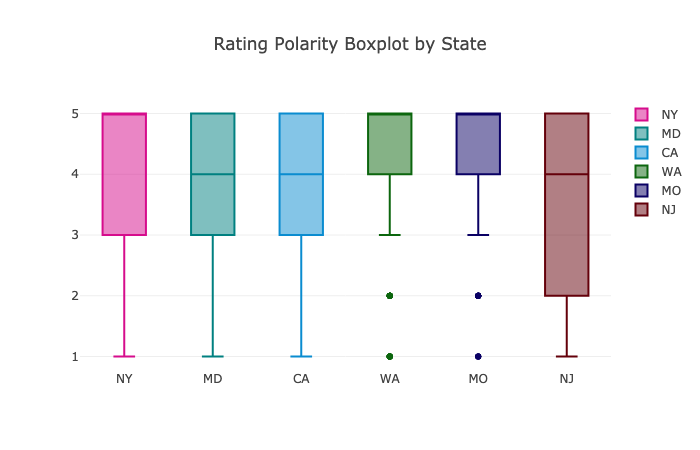 Rating Polarity Boxplot by State
5
4
3
2
1
NY
MD
CA
WA
MO
NJ
NY
MD
CA
WA
MO
NJ